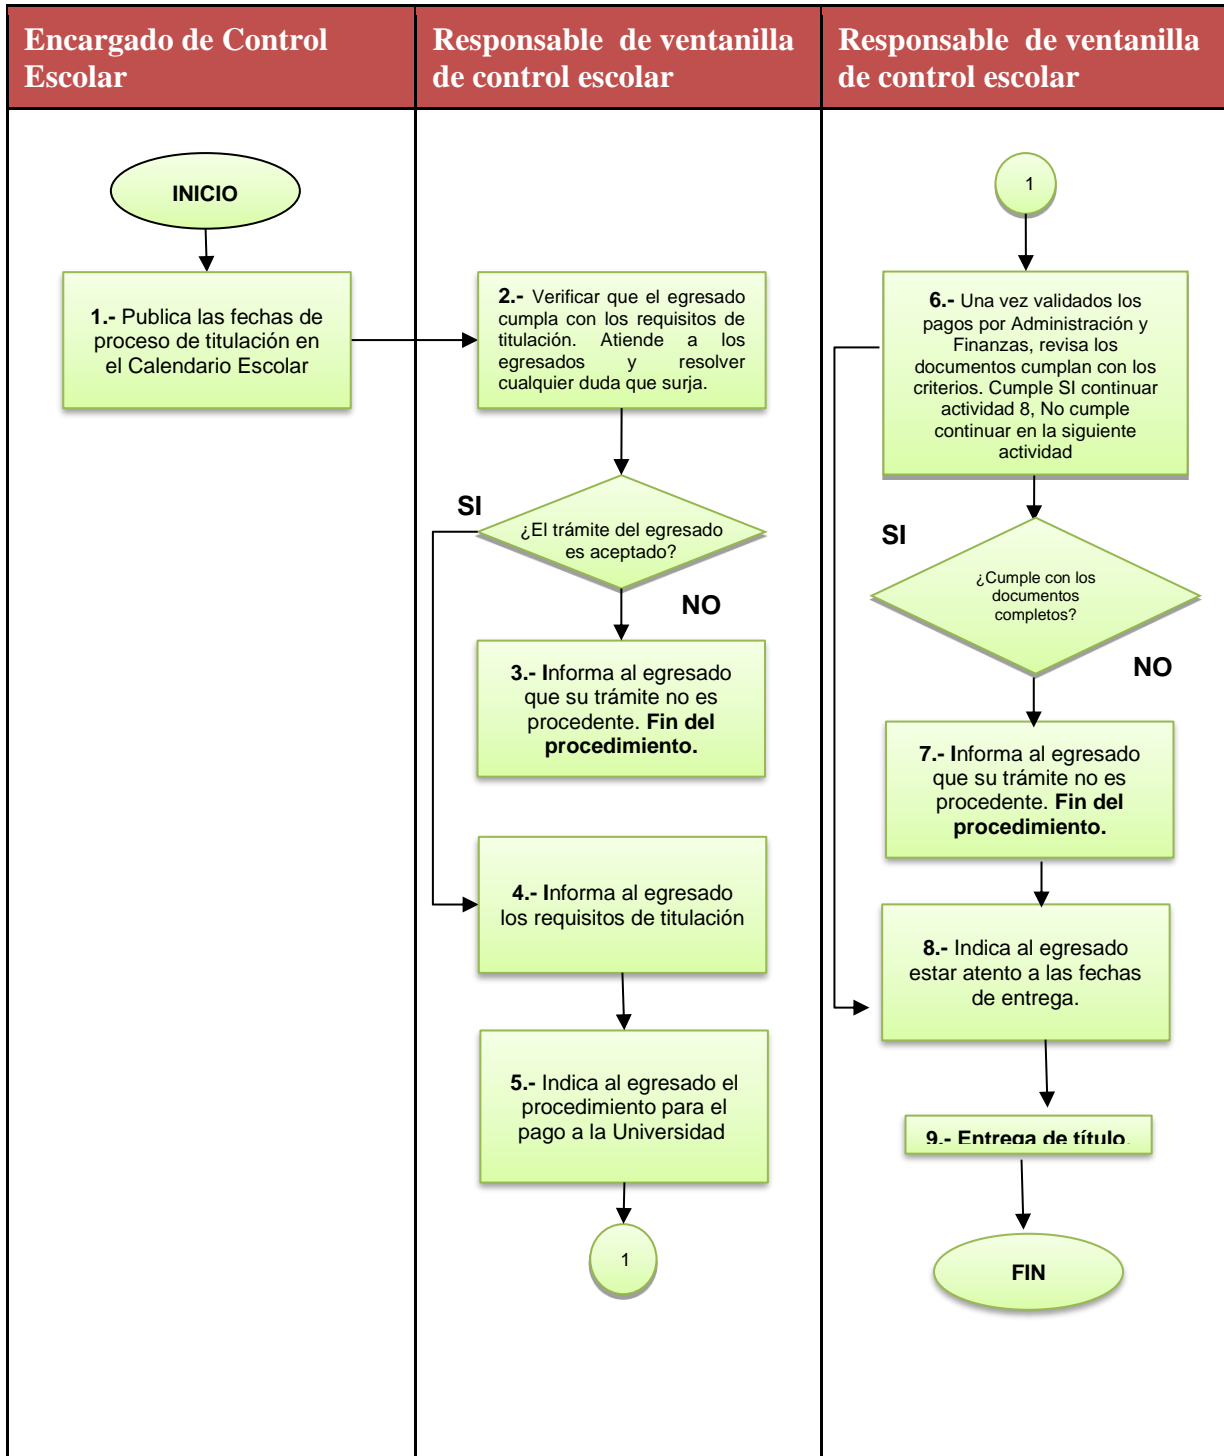 Encargado de Control
Escolar
Responsable de ventanilla
de control escolar
Responsable de ventanilla
de control escolar
INICIO
1.- Publica las fechas de
proceso de titulación en
el Calendario Escolar
2.- Verificar que el egresado
cumpla con los requisitos de
titulación. Atiende a los
egresados y resolver
cualquier duda que surja.
¿El trámite del egresado
es aceptado?
SI
NO
3.- Informa al egresado
que su trámite no es
procedente. Fin del
procedimiento.
4.- Informa al egresado
los requisitos de titulación
5.- Indica al egresado el
procedimiento para el
pago a la Universidad
1
1
6.- Una vez validados los
pagos por Administración y
Finanzas, revisa los
documentos cumplan con los
criterios. Cumple SI continuar
actividad 8, No cumple
continuar en la siguiente
actividad
SI
¿Cumple con los
documentos
completos?
NO
7.- Informa al egresado
que su trámite no es
procedente. Fin del
procedimiento.
8.- Indica al egresado
estar atento a las fechas
de entrega.
9.- Entrega de título.
FIN